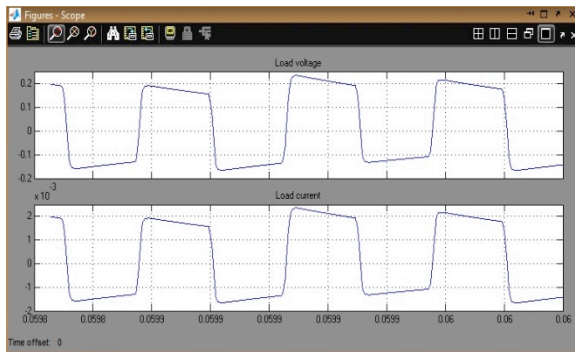 Figures - Scope
Load voltage
0.2
0.1
0
-0.1
-0.2
x 10
-3
Load current
2
1
0
-1
-2
0.0598 0.0598 0.0599 0.0599 0.0599 0.0599 0.0599 0.06 0.06 0.06
Time offset: 0